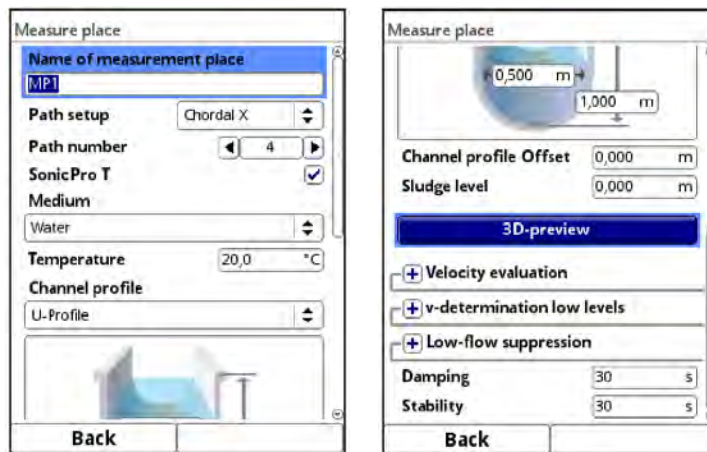 Measure place
Name of measurement place
MP1
Path setup Chordal X
Path number 4
SonicPro T
Medium
Water
Temperature 20,0 °C
Channel profile
U-Profile
Back
Measure place
0,500 m
1,000 m
Channel profile Offset 0,000 m
Sludge level 0,000 m
3D-preview
Velocity evaluation
v-determination low levels
Low-flow suppression
Damping 30 s
Stability 30 s
Back